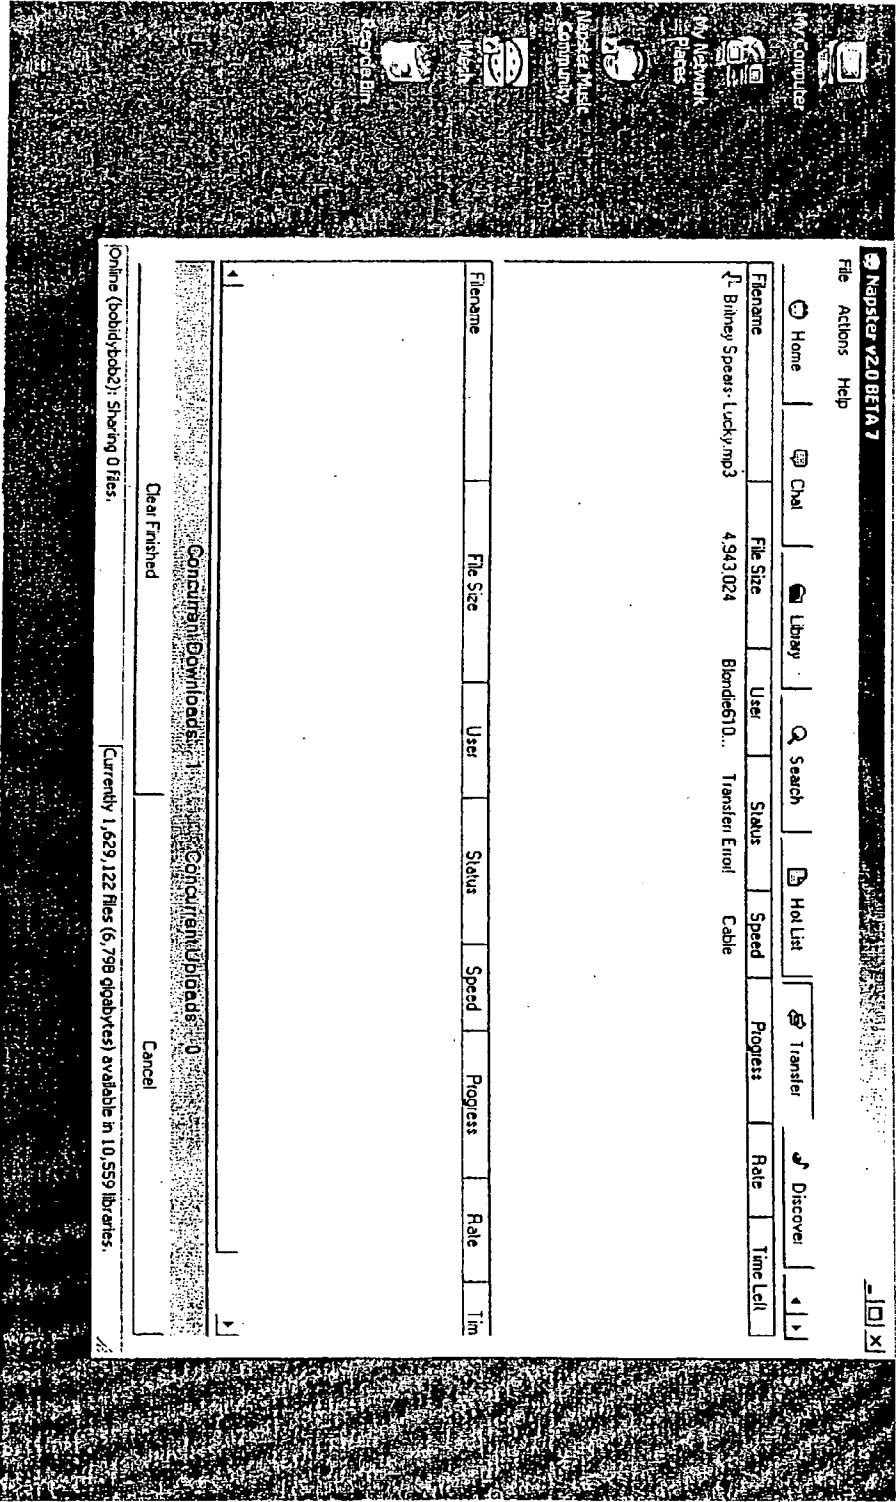 My Computer
My Network
Places
Napster Music
Community
Recycle Bin
Napster v2.0 BETA 7
File Actions Help
Home Chat Library Search Hot List Transfer Discover
Filename File Size User Status Speed Progress Rate Time Left
Britney Spears- Lucky.mp3 4,943,024 Blondie610... Transfer Error! Cable
Filename File Size User Status Speed Progress Rate Tim
Concurrent Downloads: 1 Concurrent Uploads: 0
Clear Finished Cancel
Online (bobidybob2): Sharing 0 files. Currently 1,629,122 files (6,798 gigabytes) available in 10,559 libraries.